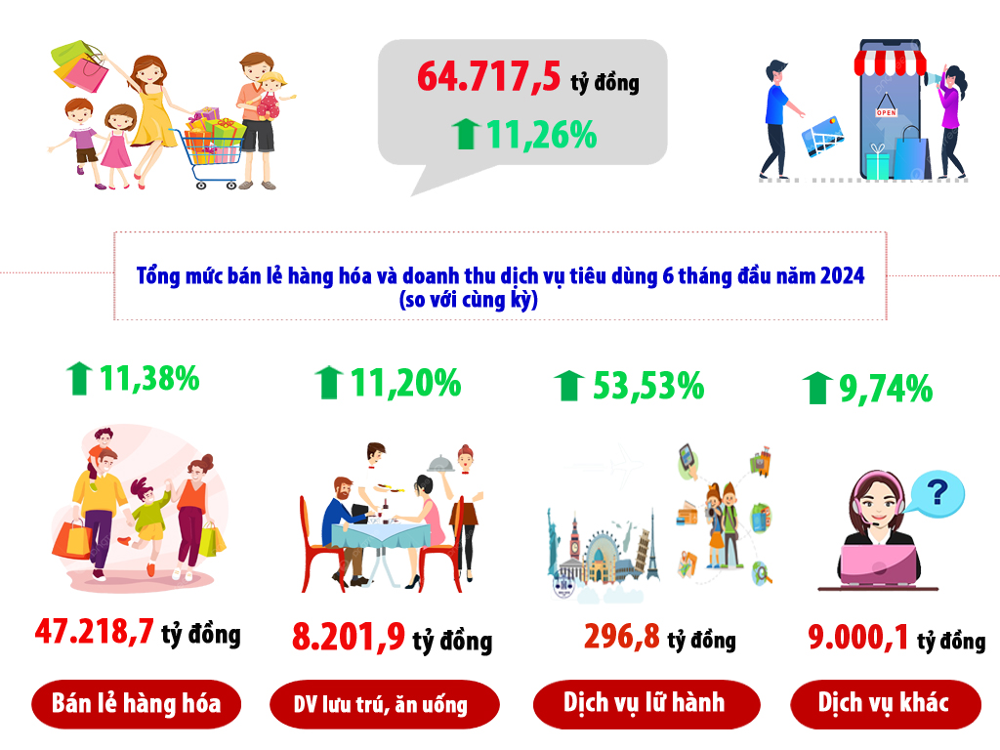 64.717,5 tỷ đồng
11,26%
OPEN
Tổng mức bán lẻ hàng hóa và doanh thu dịch vụ tiêu dùng 6 tháng đầu năm 2024
(so với cùng kỳ)
11,38%
11,20%
53,53%
9,74%
?
47.218,7 tỷ đồng
8.201,9 tỷ đồng
296,8 tỷ đồng
9.000,1 tỷ đồng
Bán lẻ hàng hóa
DV lưu trú, ăn uống
Dịch vụ lữ hành
Dịch vụ khác